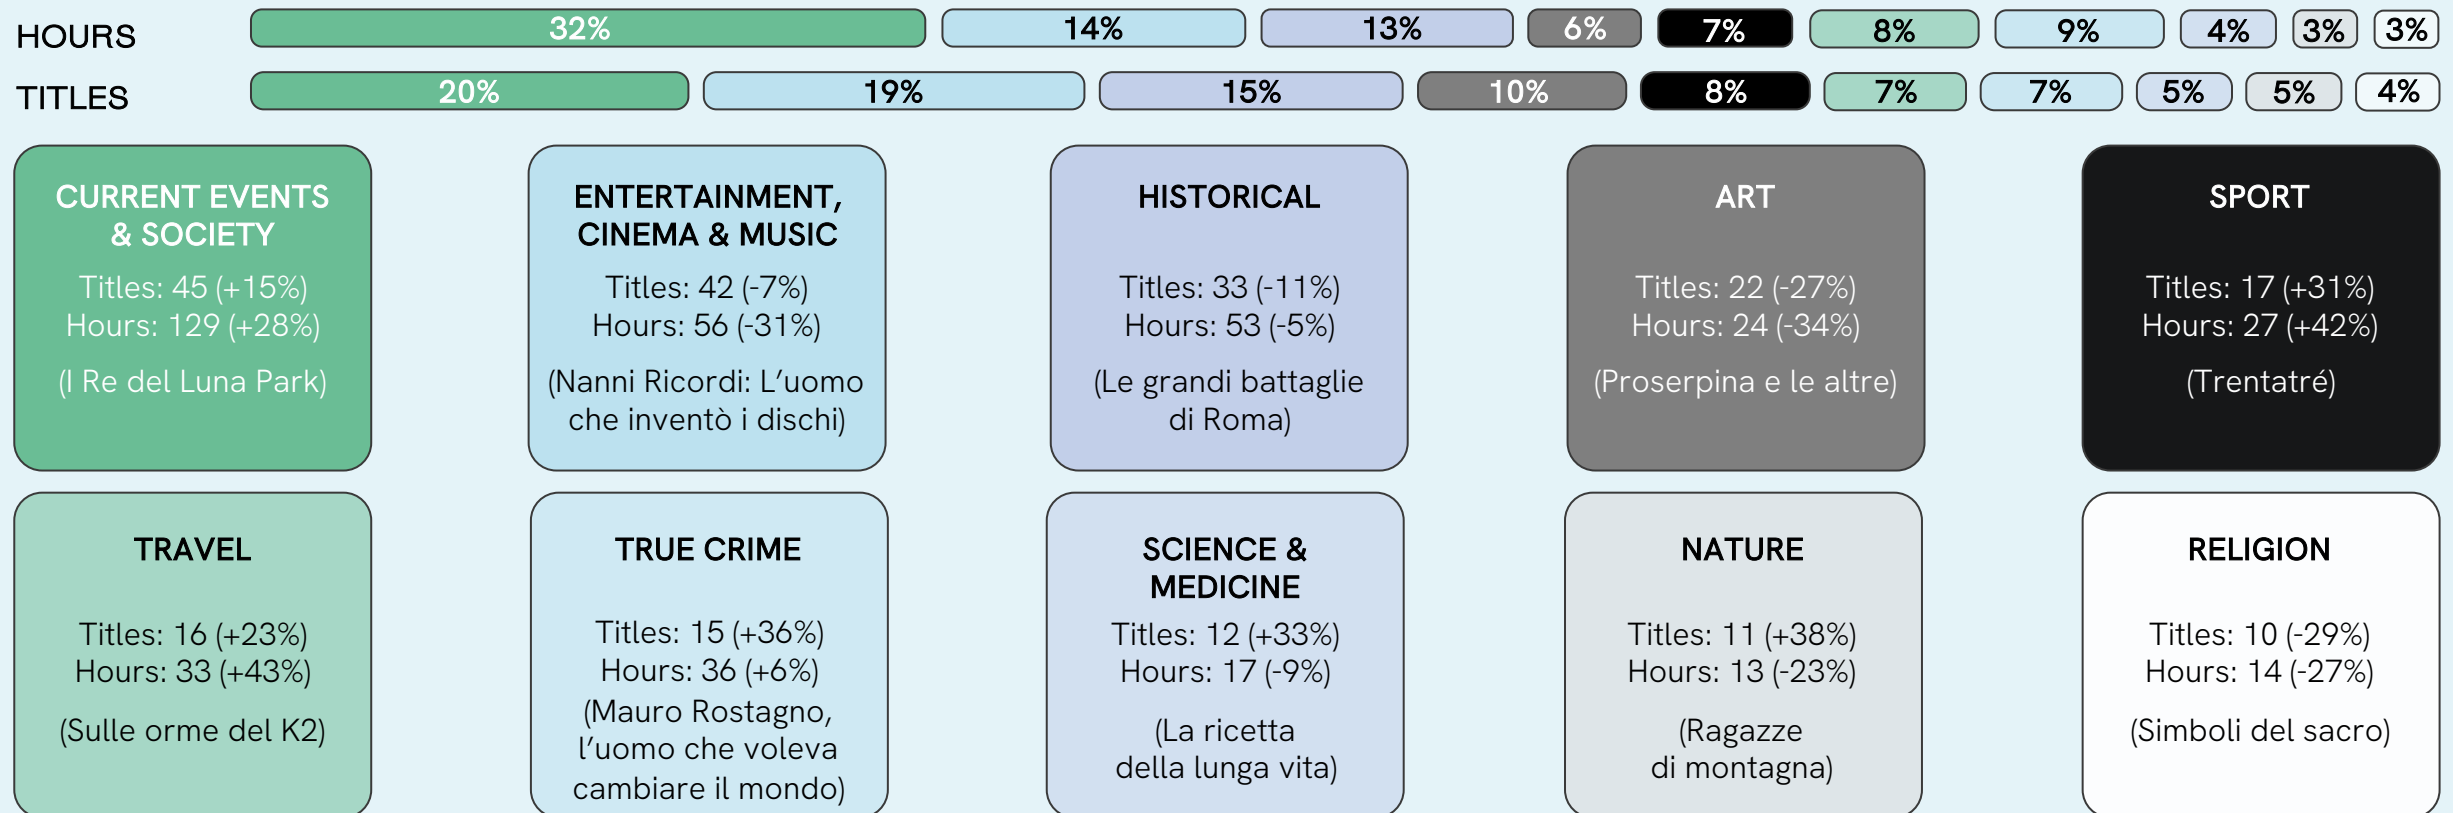 HOURS 32% 14% 13% 6% 7% 8% 9% 4% 3% 3%
TITLES 20% 19% 15% 10% 8% 7% 7% 5% 5% 4%
CURRENT EVENTS
& SOCIETY
Titles: 45 (+15%)
Hours: 129 (+28%)
(I Re del Luna Park)
ENTERTAINMENT,
CINEMA & MUSIC
Titles: 42 (-7%)
Hours: 56 (-31%)
(Nanni Ricordi: L’uomo
che inventò i dischi)
HISTORICAL
Titles: 33 (-11%)
Hours: 53 (-5%)
(Le grandi battaglie
di Roma)
ART
Titles: 22 (-27%)
Hours: 24 (-34%)
(Proserpina e le altre)
SPORT
Titles: 17 (+31%)
Hours: 27 (+42%)
(Trentatré)
TRAVEL
Titles: 16 (+23%)
Hours: 33 (+43%)
(Sulle orme del K2)
TRUE CRIME
Titles: 15 (+36%)
Hours: 36 (+6%)
(Mauro Rostagno,
l’uomo che voleva
cambiare il mondo)
SCIENCE &
MEDICINE
Titles: 12 (+33%)
Hours: 17 (-9%)
(La ricetta
della lunga vita)
NATURE
Titles: 11 (+38%)
Hours: 13 (-23%)
(Ragazze
di montagna)
RELIGION
Titles: 10 (-29%)
Hours: 14 (-27%)
(Simboli del sacro)